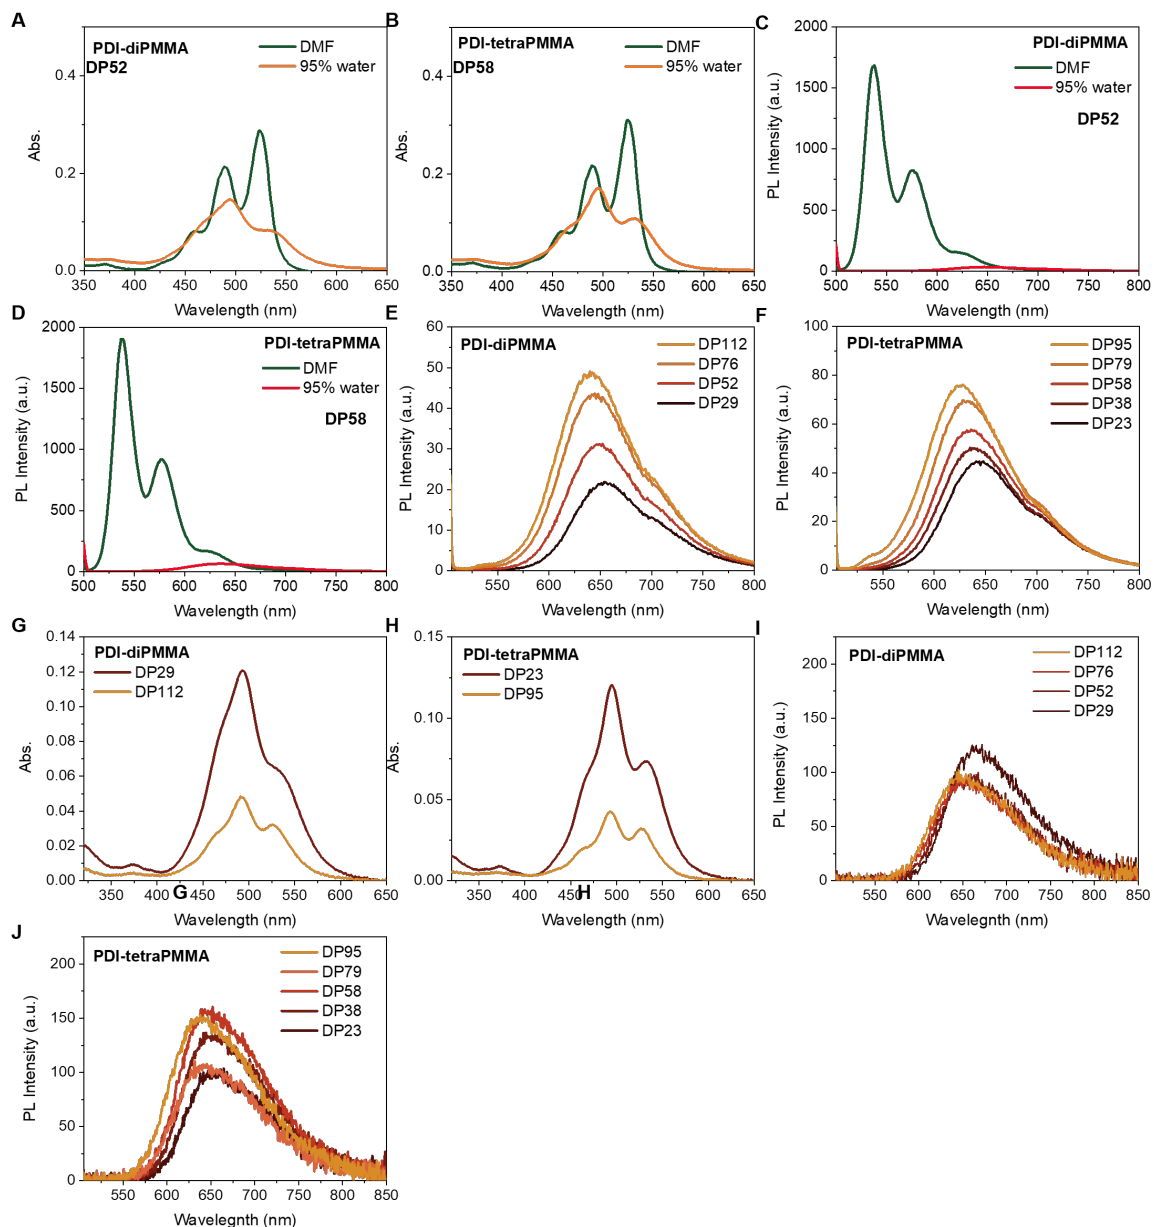 A
PDI-diPMMA
DP52
DMF
95% water
Abs.
0.4
0.2
0.0
350 400 450 500 550 600 650
Wavelength (nm)
B
PDI-tetraPMMA
DP58
DMF
95% water
0.4
0.2
0.0
350 400 450 500 550 600 650
Wavelength (nm)
Abs.
C
PDI-diPMMA
DMF
95% water
DP52
PL Intensity (a.u.)
2000
1500
1000
500
0
500 550 600 650 700 750 800
Wavelength (nm)
D
PDI-tetraPMMA
DMF
95% water
DP58
PL Intensity (a.u.)
2000
1500
1000
500
0
500 550 600 650 700 750 800
Wavelength (nm)
E
PDI-diPMMA
DP112
DP76
DP52
DP29
PL Intensity (a.u.)
60
50
40
30
20
10
0
550 600 650 700 750 800
Wavelength (nm)
F
PDI-tetraPMMA
DP95
DP79
DP58
DP38
DP23
PL Intensity (a.u.)
100
80
60
40
20
0
550 600 650 700 750 800
Wavelength (nm)
G
PDI-diPMMA
DP29
DP112
Abs.
0.14
0.12
0.10
0.08
0.06
0.04
0.02
0.00
350 400 450 500 550 600 650
Wavelength (nm)
G
H
PDI-tetraPMMA
DP23
DP95
Abs.
0.15
0.10
0.05
0.00
350 400 450 500 550 600 650
Wavelength (nm)
H
I
PDI-diPMMA
DP112
DP76
DP52
DP29
PL Intensity (a.u.)
200
150
100
50
0
550 600 650 700 750 800 850
Wavelegnth (nm)
J
PDI-tetraPMMA
DP95
DP79
DP58
DP38
DP23
PL Intensity (a.u.)
200
150
100
50
0
550 600 650 700 750 800 850
Wavelegnth (nm)